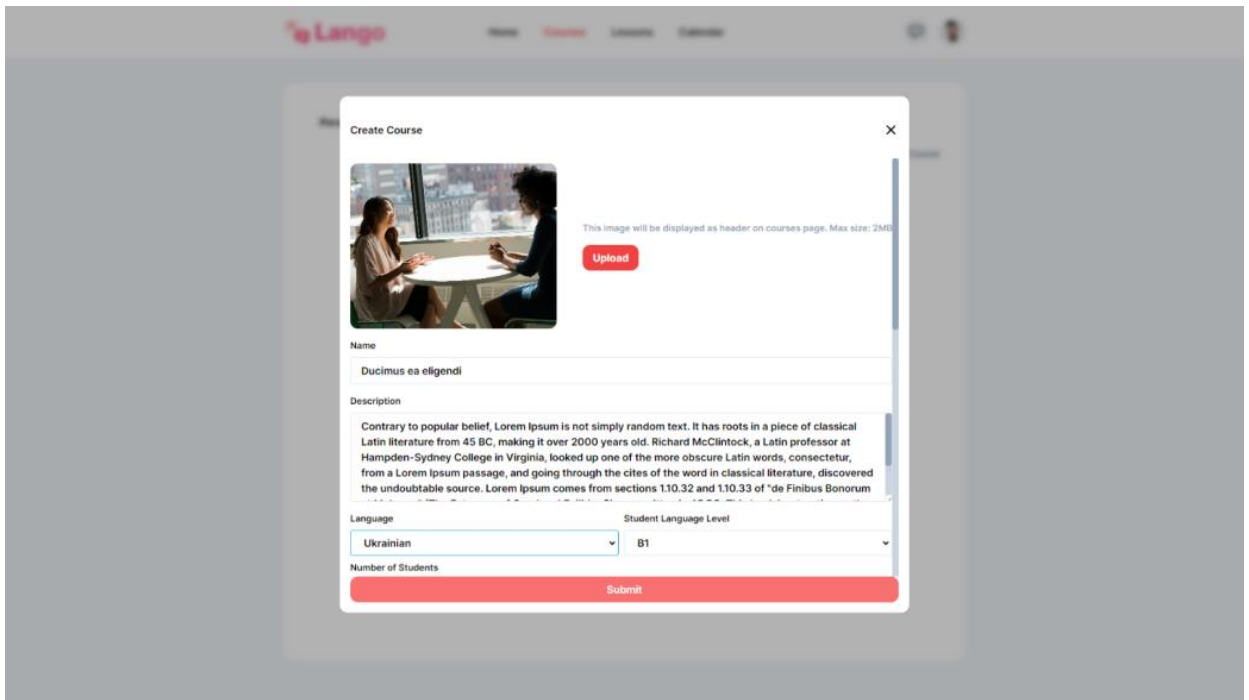 Lango
Home Courses Lessons Calendar
Create Course
This image will be displayed as header on courses page. Max size: 2MB
Upload
Name
Ducimus ea eligendi
Description
Contrary to popular belief, Lorem Ipsum is not simply random text. It has roots in a piece of classical
Latin literature from 45 BC, making it over 2000 years old. Richard McClintock, a Latin professor at
Hampden-Sydney College in Virginia, looked up one of the more obscure Latin words, consectetur,
from a Lorem Ipsum passage, and going through the cites of the word in classical literature, discovered
the undoubtable source. Lorem Ipsum comes from sections 1.10.32 and 1.10.33 of "de Finibus Bonorum
Language
Student Language Level
Ukrainian
B1
Number of Students
Submit